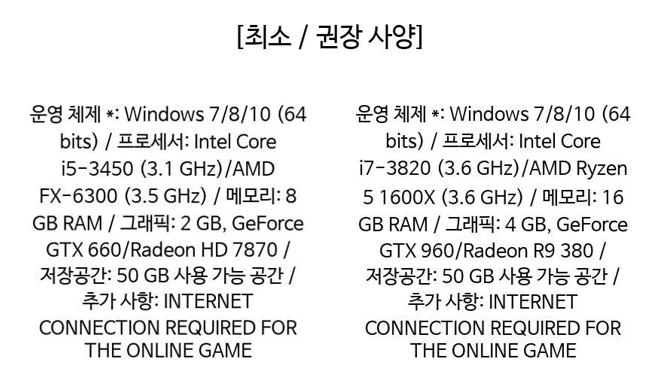 [최소 / 권장 사양]
운영 체제 *: Windows 7/8/10 (64
bits) / 프로세서: Intel Core
i5-3450 (3.1 GHz)/AMD
FX-6300 (3.5 GHz) / 메모리: 8
GB RAM / 그래픽: 2 GB, GeForce
GTX 660/Radeon HD 7870 /
저장공간: 50 GB 사용 가능 공간 /
추가 사항: INTERNET
CONNECTION REQUIRED FOR
THE ONLINE GAME
운영 체제 *: Windows 7/8/10 (64
bits) / 프로세서: Intel Core
i7-3820 (3.6 GHz)/AMD Ryzen
5 1600X (3.6 GHz) / 메모리: 16
GB RAM / 그래픽: 4 GB, GeForce
GTX 960/Radeon R9 380 /
저장공간: 50 GB 사용 가능 공간 /
추가 사항: INTERNET
CONNECTION REQUIRED FOR
THE ONLINE GAME